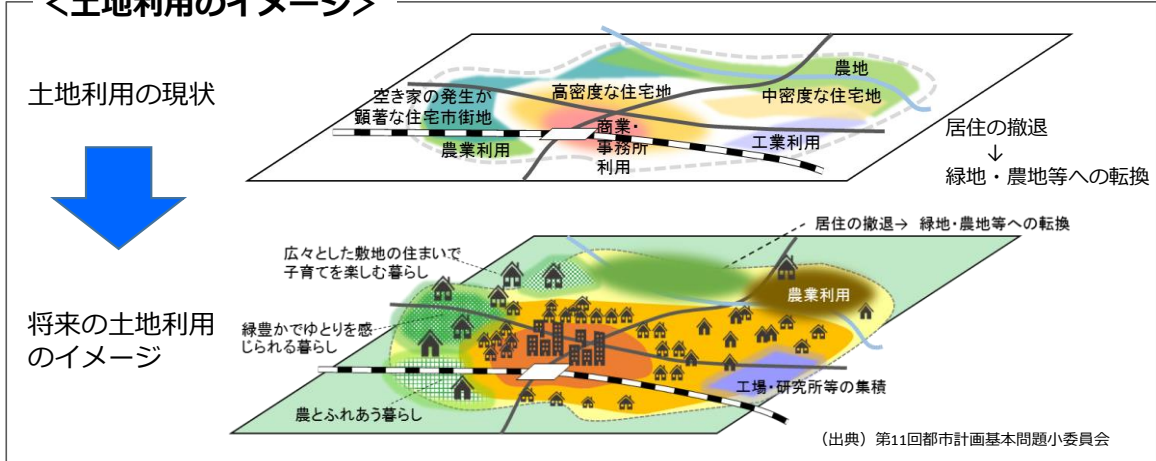 <土地利用のイメージ>
土地利用の現状
空き家の発生が
顕著な住宅市街地
高密度な住宅地
農地
中密度な住宅地
農業利用
商業・
事務所
利用
工業利用
居住の撤退
↓
緑地・農地等への転換
将来の土地利用
のイメージ
居住の撤退→ 緑地・農地等への転換
広々とした敷地の住まいで
子育てを楽しむ暮らし
農業利用
緑豊かでゆとりを感
じられる暮らし
工場・研究所等の集積
農とふれあう暮らし
（出典）第11回都市計画基本問題小委員会